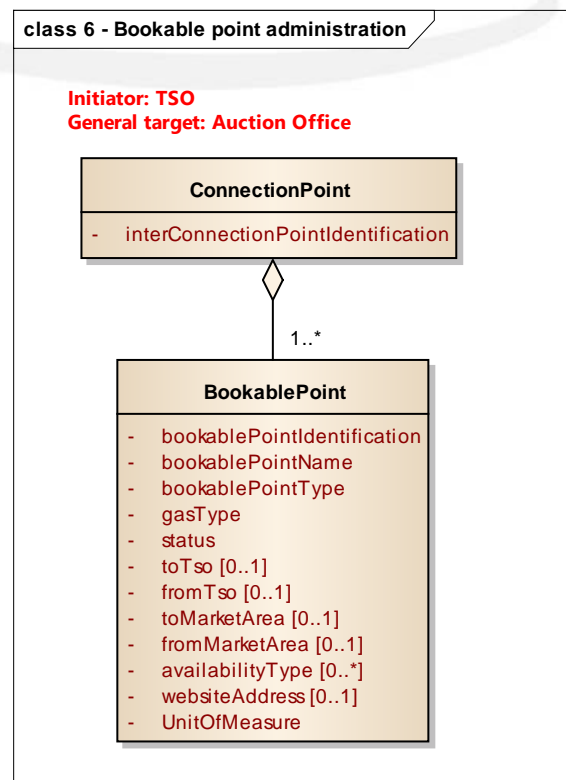 class 6 - Bookable point administration
Initiator: TSO
General target: Auction Office
ConnectionPoint
- interConnectionPointIdentification
1..*
BookablePoint
- bookablePointIdentification
- bookablePointName
- bookablePointType
- gasType
- status
- toTso [0..1]
- fromTso [0..1]
- toMarketArea [0..1]
- fromMarketArea [0..1]
- availabilityType [0..*]
- websiteAddress [0..1]
- UnitOfMeasure